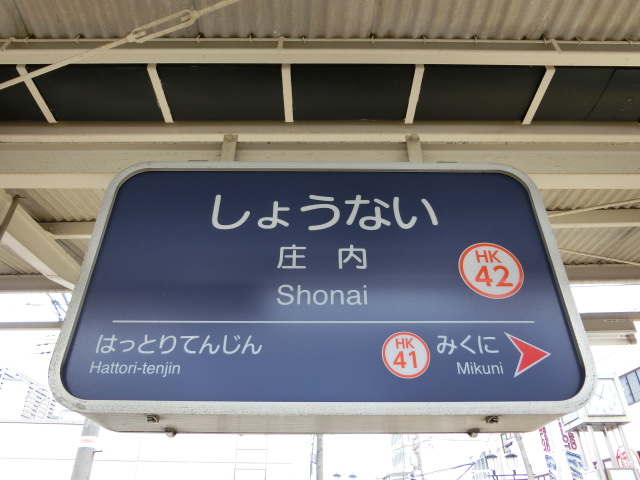 しょうない
庄内
Shonai
HK
42
はっとりてんじん
Hattori-tenjin
HK
41
みくに
Mikuni